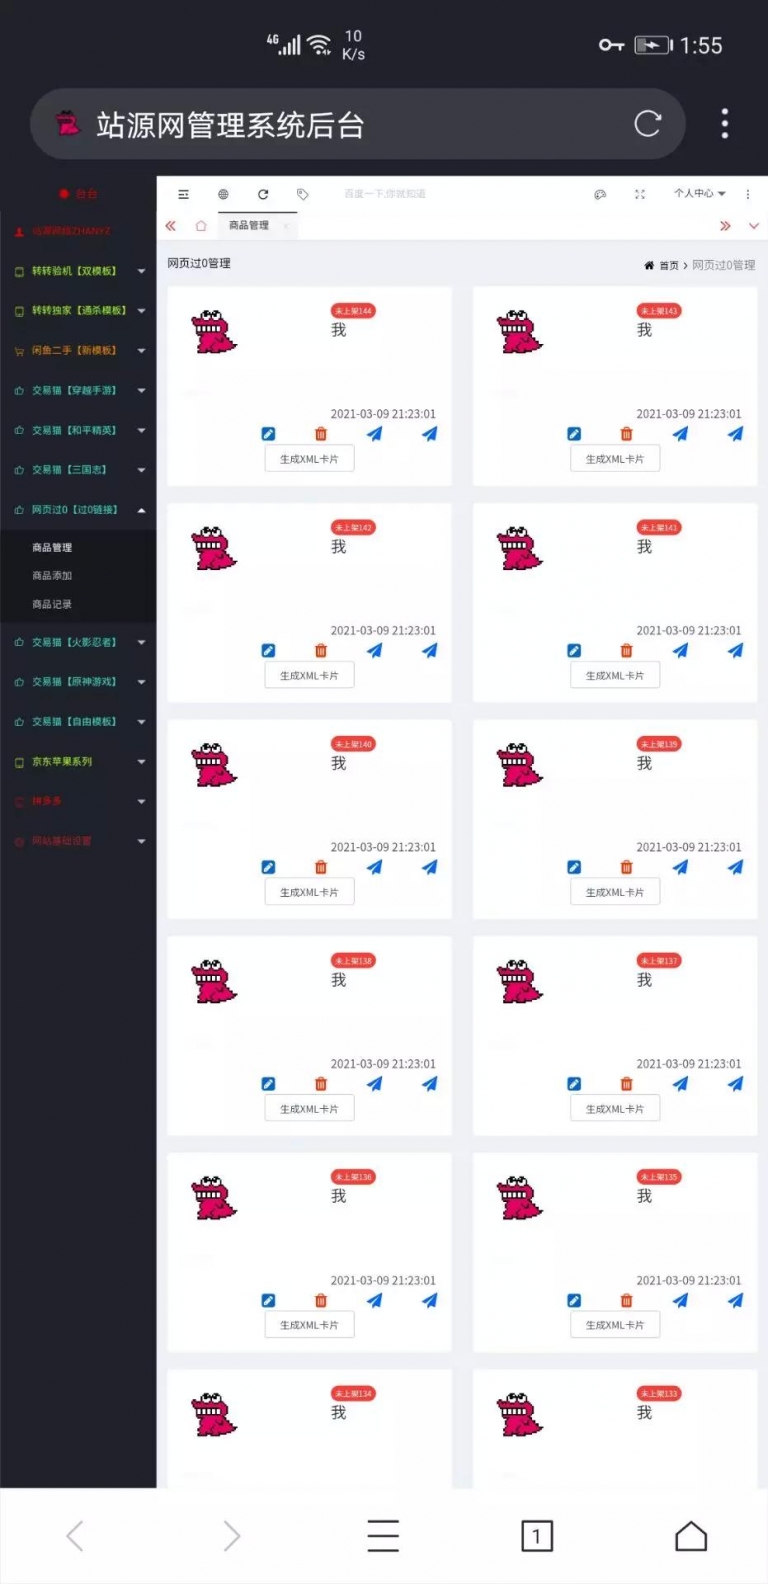 4G
10
K/s
1:55
站源网管理系统后台
台台
站源网络ZHANYZ
百度一下,你就知道
个人中心
商品管理
网页过0管理
首页 > 网页过0管理
转转验机【双模板】
转转独家【通杀模板】
闲鱼二手【新模板】
交易猫【穿越手游】
交易猫【和平精英】
交易猫【三国志】
网页过0【过0链接】
商品管理
商品添加
商品记录
交易猫【火影忍者】
交易猫【原神游戏】
交易猫【自由模板】
京东苹果系列
拼多多
网站基础设置
未上架144
我
2021-03-09 21:23:01
生成XML卡片
未上架143
我
2021-03-09 21:23:01
生成XML卡片
未上架142
我
2021-03-09 21:23:01
生成XML卡片
未上架141
我
2021-03-09 21:23:01
生成XML卡片
未上架140
我
2021-03-09 21:23:01
生成XML卡片
未上架139
我
2021-03-09 21:23:01
生成XML卡片
未上架138
我
2021-03-09 21:23:01
生成XML卡片
未上架137
我
2021-03-09 21:23:01
生成XML卡片
未上架136
我
2021-03-09 21:23:01
生成XML卡片
未上架135
我
2021-03-09 21:23:01
生成XML卡片
未上架134
我
未上架133
我
1